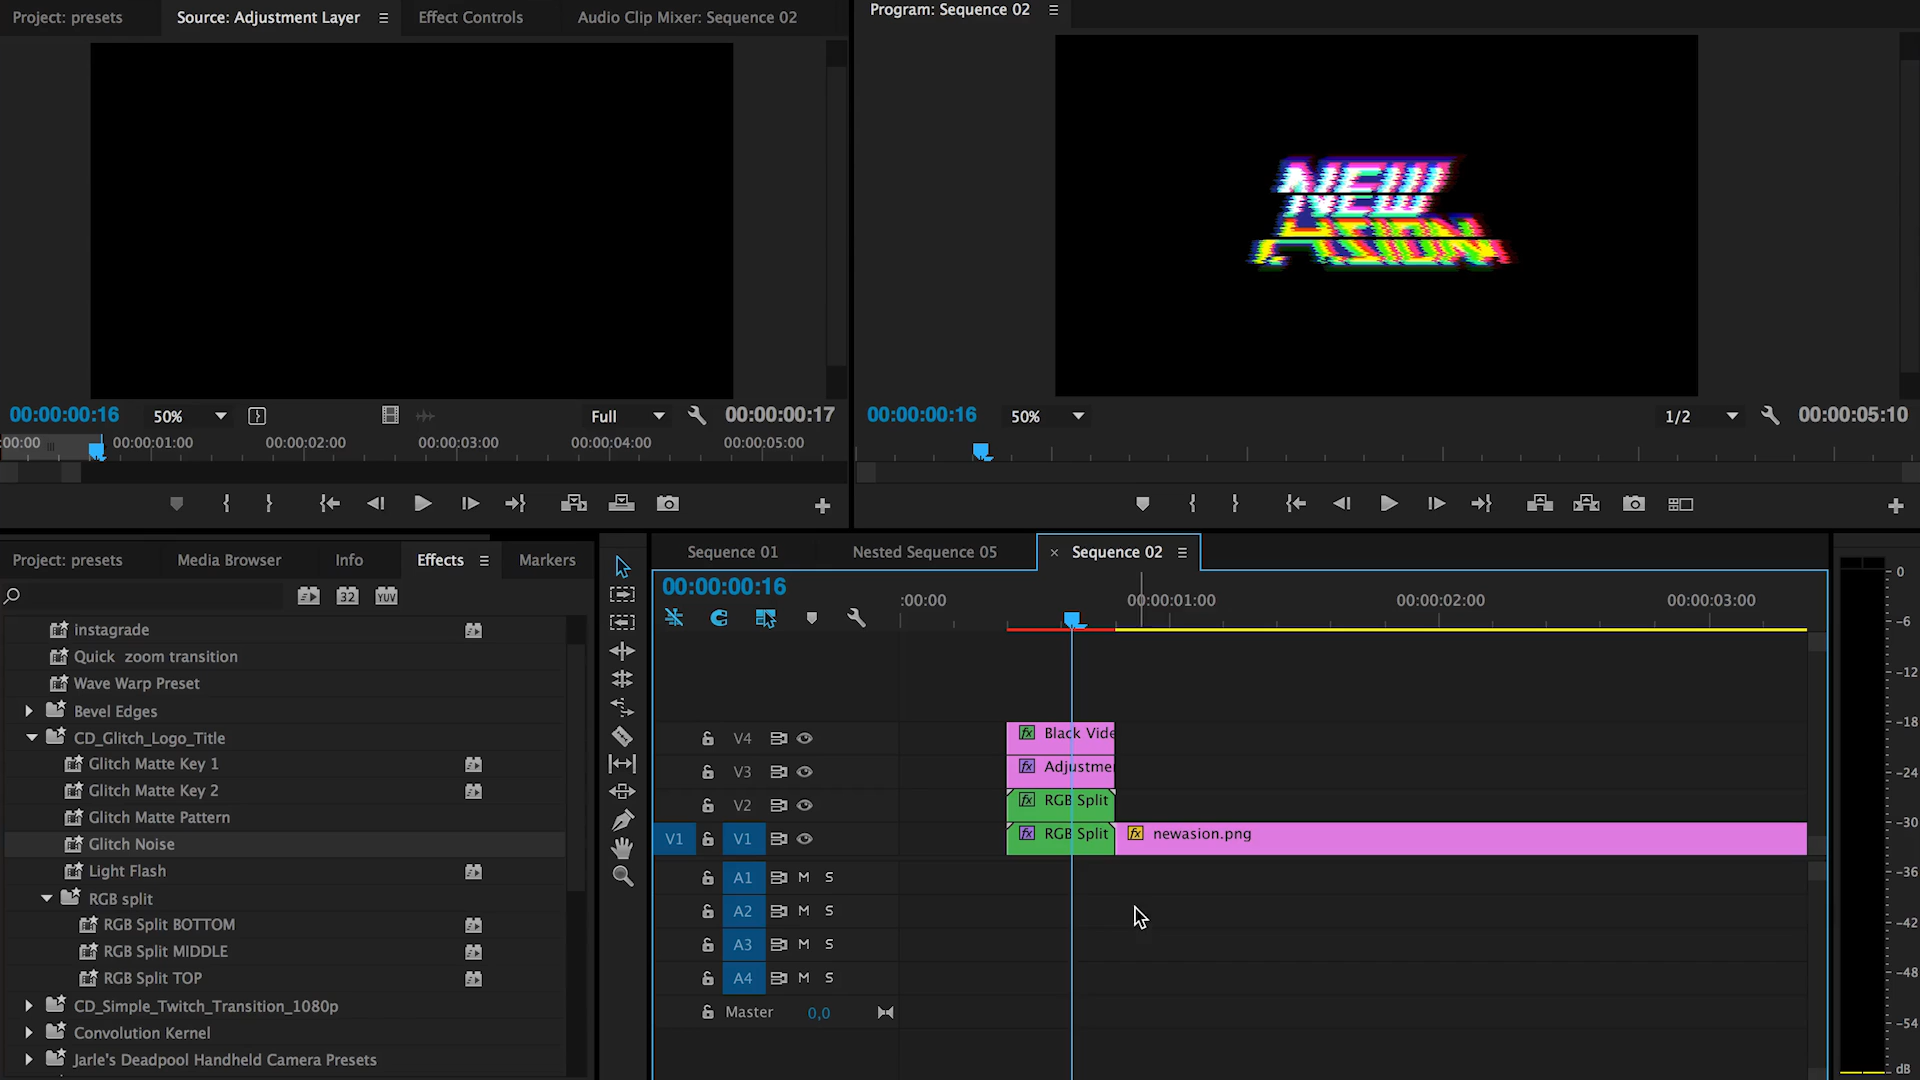 Project: presets
Source: Adjustment Layer
Effect Controls
Audio Clip Mixer: Sequence 02
Program: Sequence 02
NEW
ASION
00:00:00:16
50%
Full
00:00:00:17
00:00:00:16
50%
1/2
00:00:05:10
:00:00
00:00:01:00
00:00:02:00
00:00:03:00
00:00:04:00
00:00:05:00
Project: presets
Media Browser
Info
Effects
Markers
32
YUV
instagrade
Quick zoom transition
Wave Warp Preset
Bevel Edges
CD_Glitch_Logo_Title
Glitch Matte Key 1
Glitch Matte Key 2
Glitch Matte Pattern
Glitch Noise
Light Flash
RGB split
RGB Split BOTTOM
RGB Split MIDDLE
RGB Split TOP
CD_Simple_Twitch_Transition_1080p
Convolution Kernel
Jarle's Deadpool Handheld Camera Presets
Sequence 01
Nested Sequence 05
× Sequence 02
00:00:00:16
:00:00
00:00:01:00
00:00:02:00
00:00:03:00
V4
fx Black Vide
V3
fx Adjustme
V2
fx RGB Split
V1
V1
fx RGB Split
fx newasion.png
A1 M S
A2 M S
A3 M S
A4 M S
Master 0,0
0
-6
-12
-18
-24
-30
-36
-42
-48
-54
dB